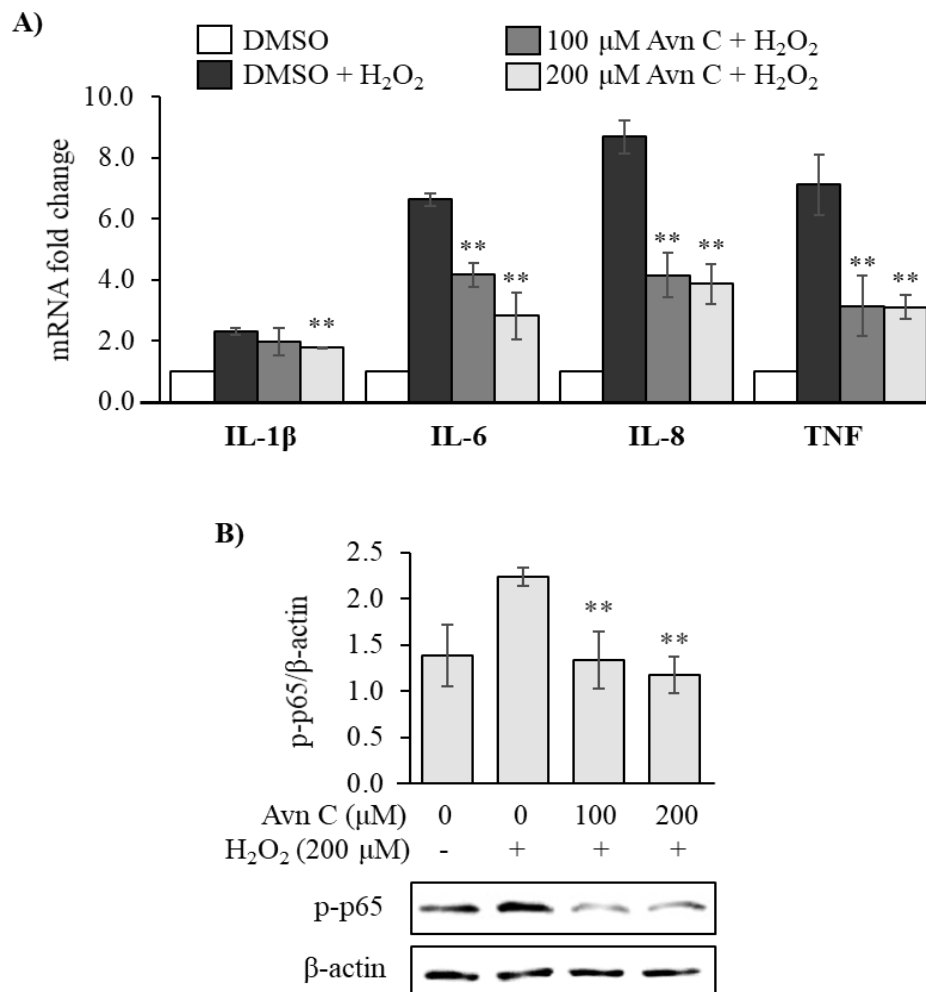 A)
DMSO
DMSO + H₂O₂
100 μM Avn C + H₂O₂
200 μM Avn C + H₂O₂
mRNA fold change
10.0
8.0
6.0
4.0
2.0
0.0
**
**
**
**
**
**
**
IL-1β IL-6 IL-8 TNF
B)
p-p65/β-actin
2.5
2.0
1.5
1.0
0.5
0.0
**
**
Avn C (μM) 0 0 100 200
H₂O₂ (200 μM) - + + +
p-p65
β-actin